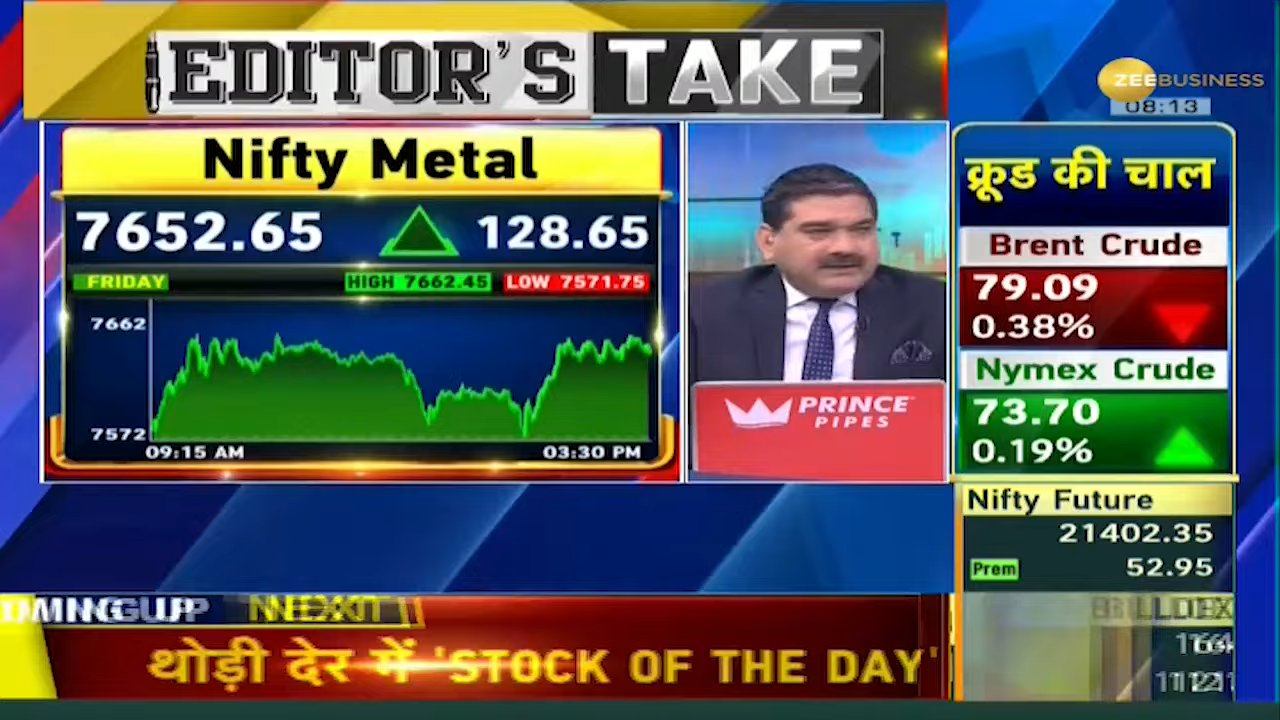 EDITOR'S TAKE
ZEEBUSINESS
08:13
Nifty Metal
7652.65 128.65
FRIDAY HIGH 7662.45 LOW 7571.75
7662
7572
09:15 AM 03:30 PM
PRINCE
PIPES
क्रूड की चाल
Brent Crude
79.09
0.38%
Nymex Crude
73.70
0.19%
Nifty Future
21402.35
Prem 52.95
NEXT
थोड़ी देर में 'STOCK OF THE DAY'